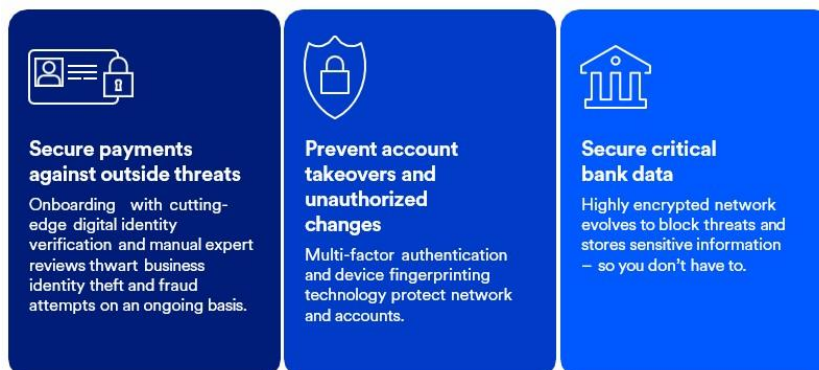 Secure payments
against outside threats
Onboarding with cutting-
edge digital identity
verification and manual expert
reviews thwart business
identity theft and fraud
attempts on an ongoing basis.
Prevent account
takeovers and
unauthorized
changes
Multi-factor authentication
and device fingerprinting
technology protect network
and accounts.
Secure critical
bank data
Highly encrypted network
evolves to block threats and
stores sensitive information
– so you don't have to.